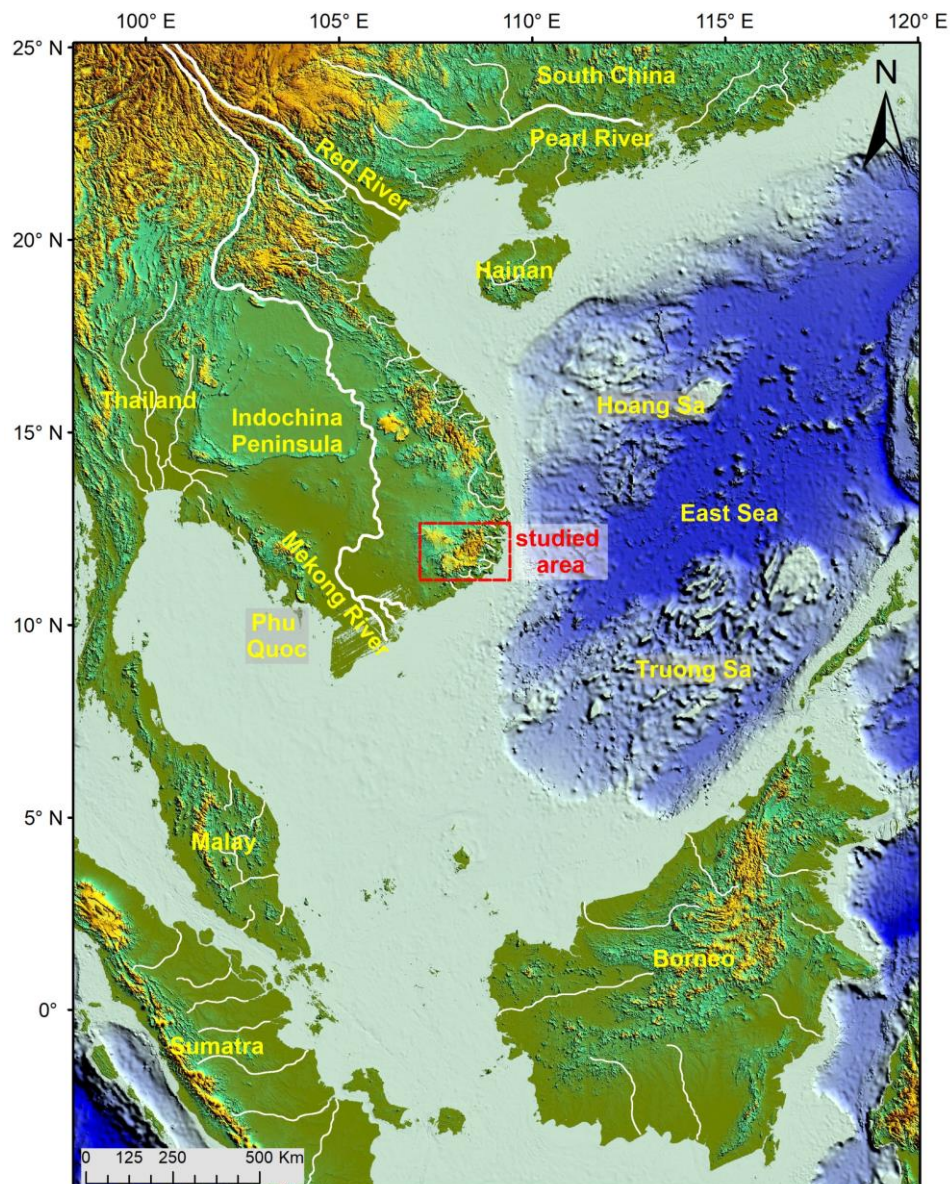 100° E
105° E
110° E
115° E
120° E
25° N
20° N
15° N
10° N
5° N
0°
N
South China
Pearl River
Red River
Hainan
Thailand
Indochina
Peninsula
Hoang Sa
East Sea
studied
area
Mekong River
Phu
Quoc
Truong Sa
Malay
Borneo
Sumatra
0 125 250 500 Km